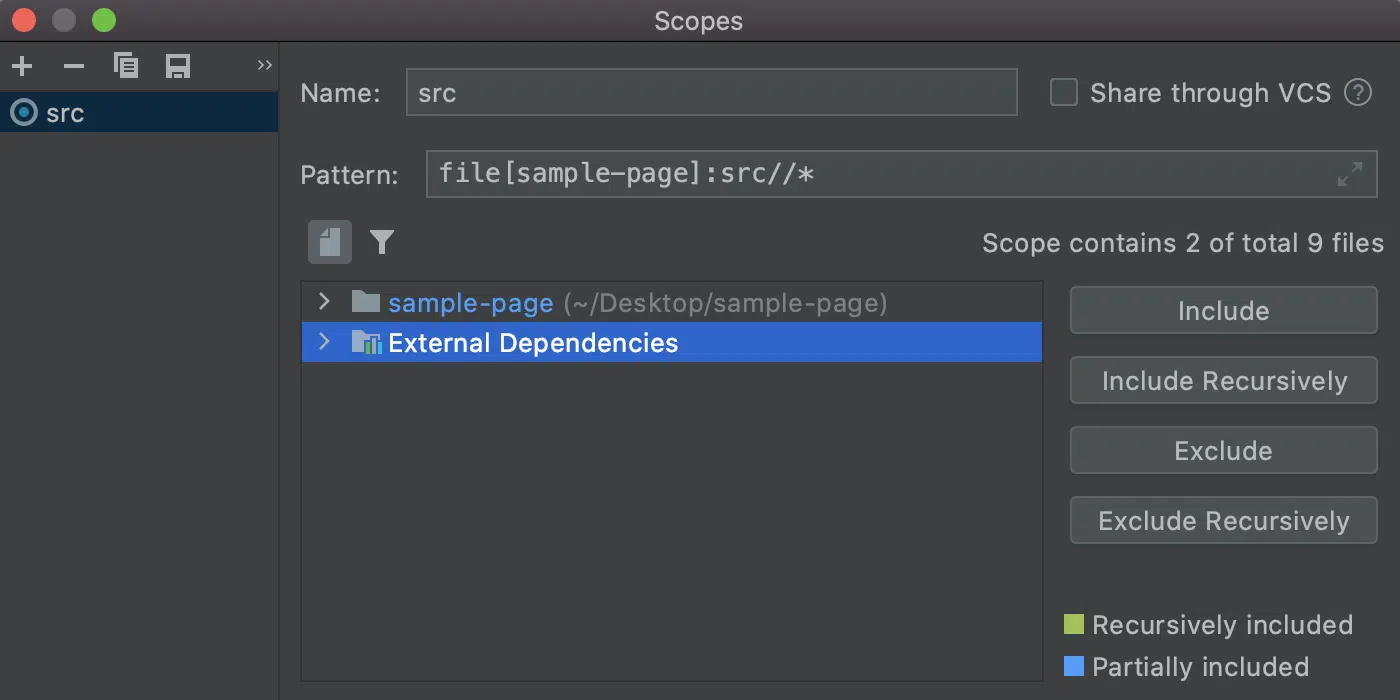 Scopes
src
Name: src
Share through VCS ?
Pattern: file[sample-page]:src//*
Scope contains 2 of total 9 files
sample-page (~/Desktop/sample-page)
External Dependencies
Include
Include Recursively
Exclude
Exclude Recursively
Recursively included
Partially included